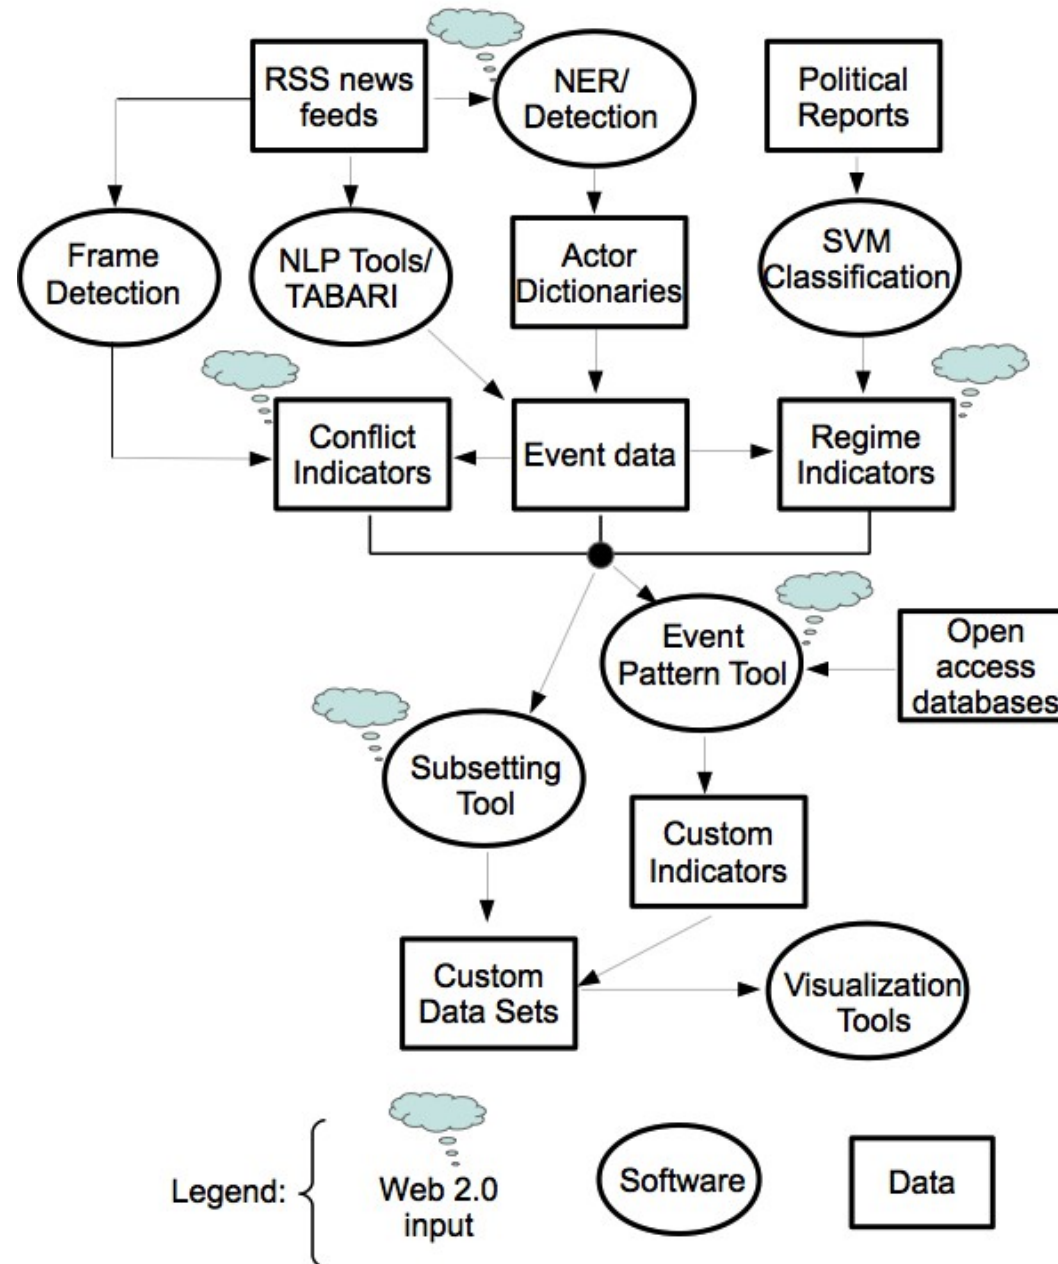 RSS news
feeds
NER/
Detection
Political
Reports
Frame
Detection
NLP Tools/
TABARI
Actor
Dictionaries
SVM
Classification
Conflict
Indicators
Event data
Regime
Indicators
Event
Pattern Tool
Open
access
databases
Subsetting
Tool
Custom
Indicators
Custom
Data Sets
Visualization
Tools
Legend:
Web 2.0
input
Software
Data